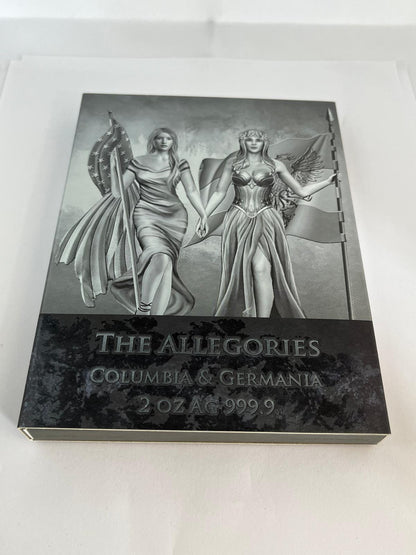 THE ALLEGORIES
COLUMBIA & GERMANIA
2 OZ AG 999.9